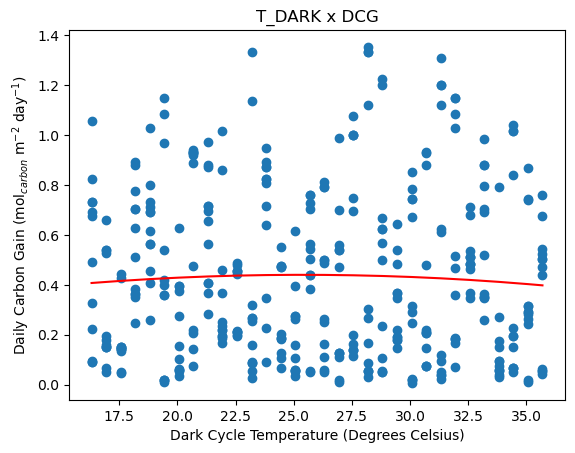 T_DARK x DCG
Daily Carbon Gain (mol_carbon m⁻² day⁻¹)
1.4
1.2
1.0
0.8
0.6
0.4
0.2
0.0
17.5 20.0 22.5 25.0 27.5 30.0 32.5 35.0
Dark Cycle Temperature (Degrees Celsius)